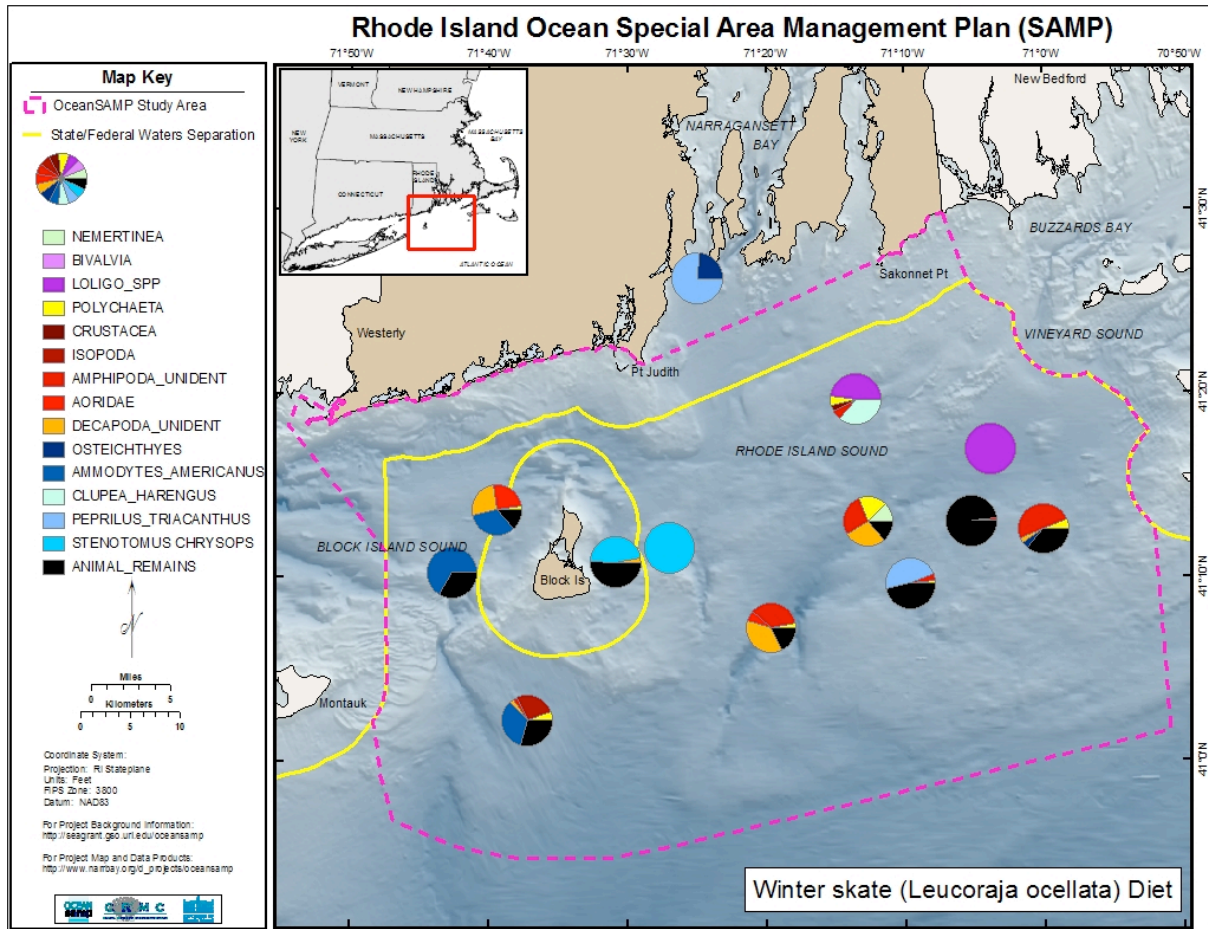 Rhode Island Ocean Special Area Management Plan (SAMP)
71°50'W
71°40'W
71°30'W
71°20'W
71°10'W
71°0'W
70°50'W
Map Key
OceanSAMP Study Area
State/Federal Waters Separation
NEMERTINEA
BIVALVIA
LOLIGO_SPP
POLYCHAETA
CRUSTACEA
ISOPODA
AMPHIPODA_UNIDENT
AORIDAE
DECAPODA_UNIDENT
OSTEICHTHYES
AMMODYTES_AMERICANUS
CLUPEA_HARENGUS
PEPRILUS_TRIACANTHUS
STENOTOMUS CHRYSOPS
ANIMAL_REMAINS
N
Miles
0 5
Kilometers
0 5 10
Coordinate System:
Projection: RI Stateplane
Units: Feet
FIPS Zone: 3800
Datum: NAD83
For Project Background Information:
http://seagrant.gso.uri.edu/oceansamp
For Project Map and Data Products:
http://www.narrbay.org/d_projects/oceansamp
OCEAN
SAMP
C R M C
VERMONT
NEW HAMPSHIRE
NEW
YORK
MASSACHUSETTS
MASSACHUSETTS
BAY
CONNECTICUT
RHODE
ISLAND
ATLANTIC OCEAN
NARRAGANSETT
BAY
New Bedford
BUZZARDS BAY
Sakonnet Pt
VINEYARD SOUND
Westerly
Pt Judith
RHODE ISLAND SOUND
BLOCK ISLAND SOUND
Block Is
Montauk
41°30'N
41°20'N
41°10'N
41°0'N
Winter skate (Leucoraja ocellata) Diet